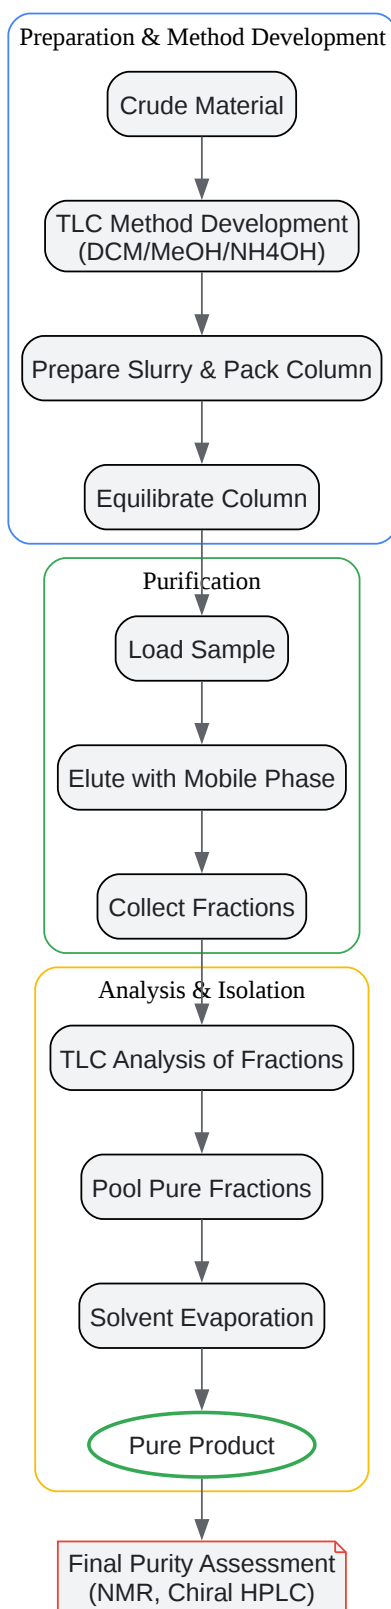 Preparation & Method Development
Crude Material
TLC Method Development
(DCM/MeOH/NH4OH)
Prepare Slurry & Pack Column
Equilibrate Column
Purification
Load Sample
Elute with Mobile Phase
Collect Fractions
Analysis & Isolation
TLC Analysis of Fractions
Pool Pure Fractions
Solvent Evaporation
Pure Product
Final Purity Assessment
(NMR, Chiral HPLC)